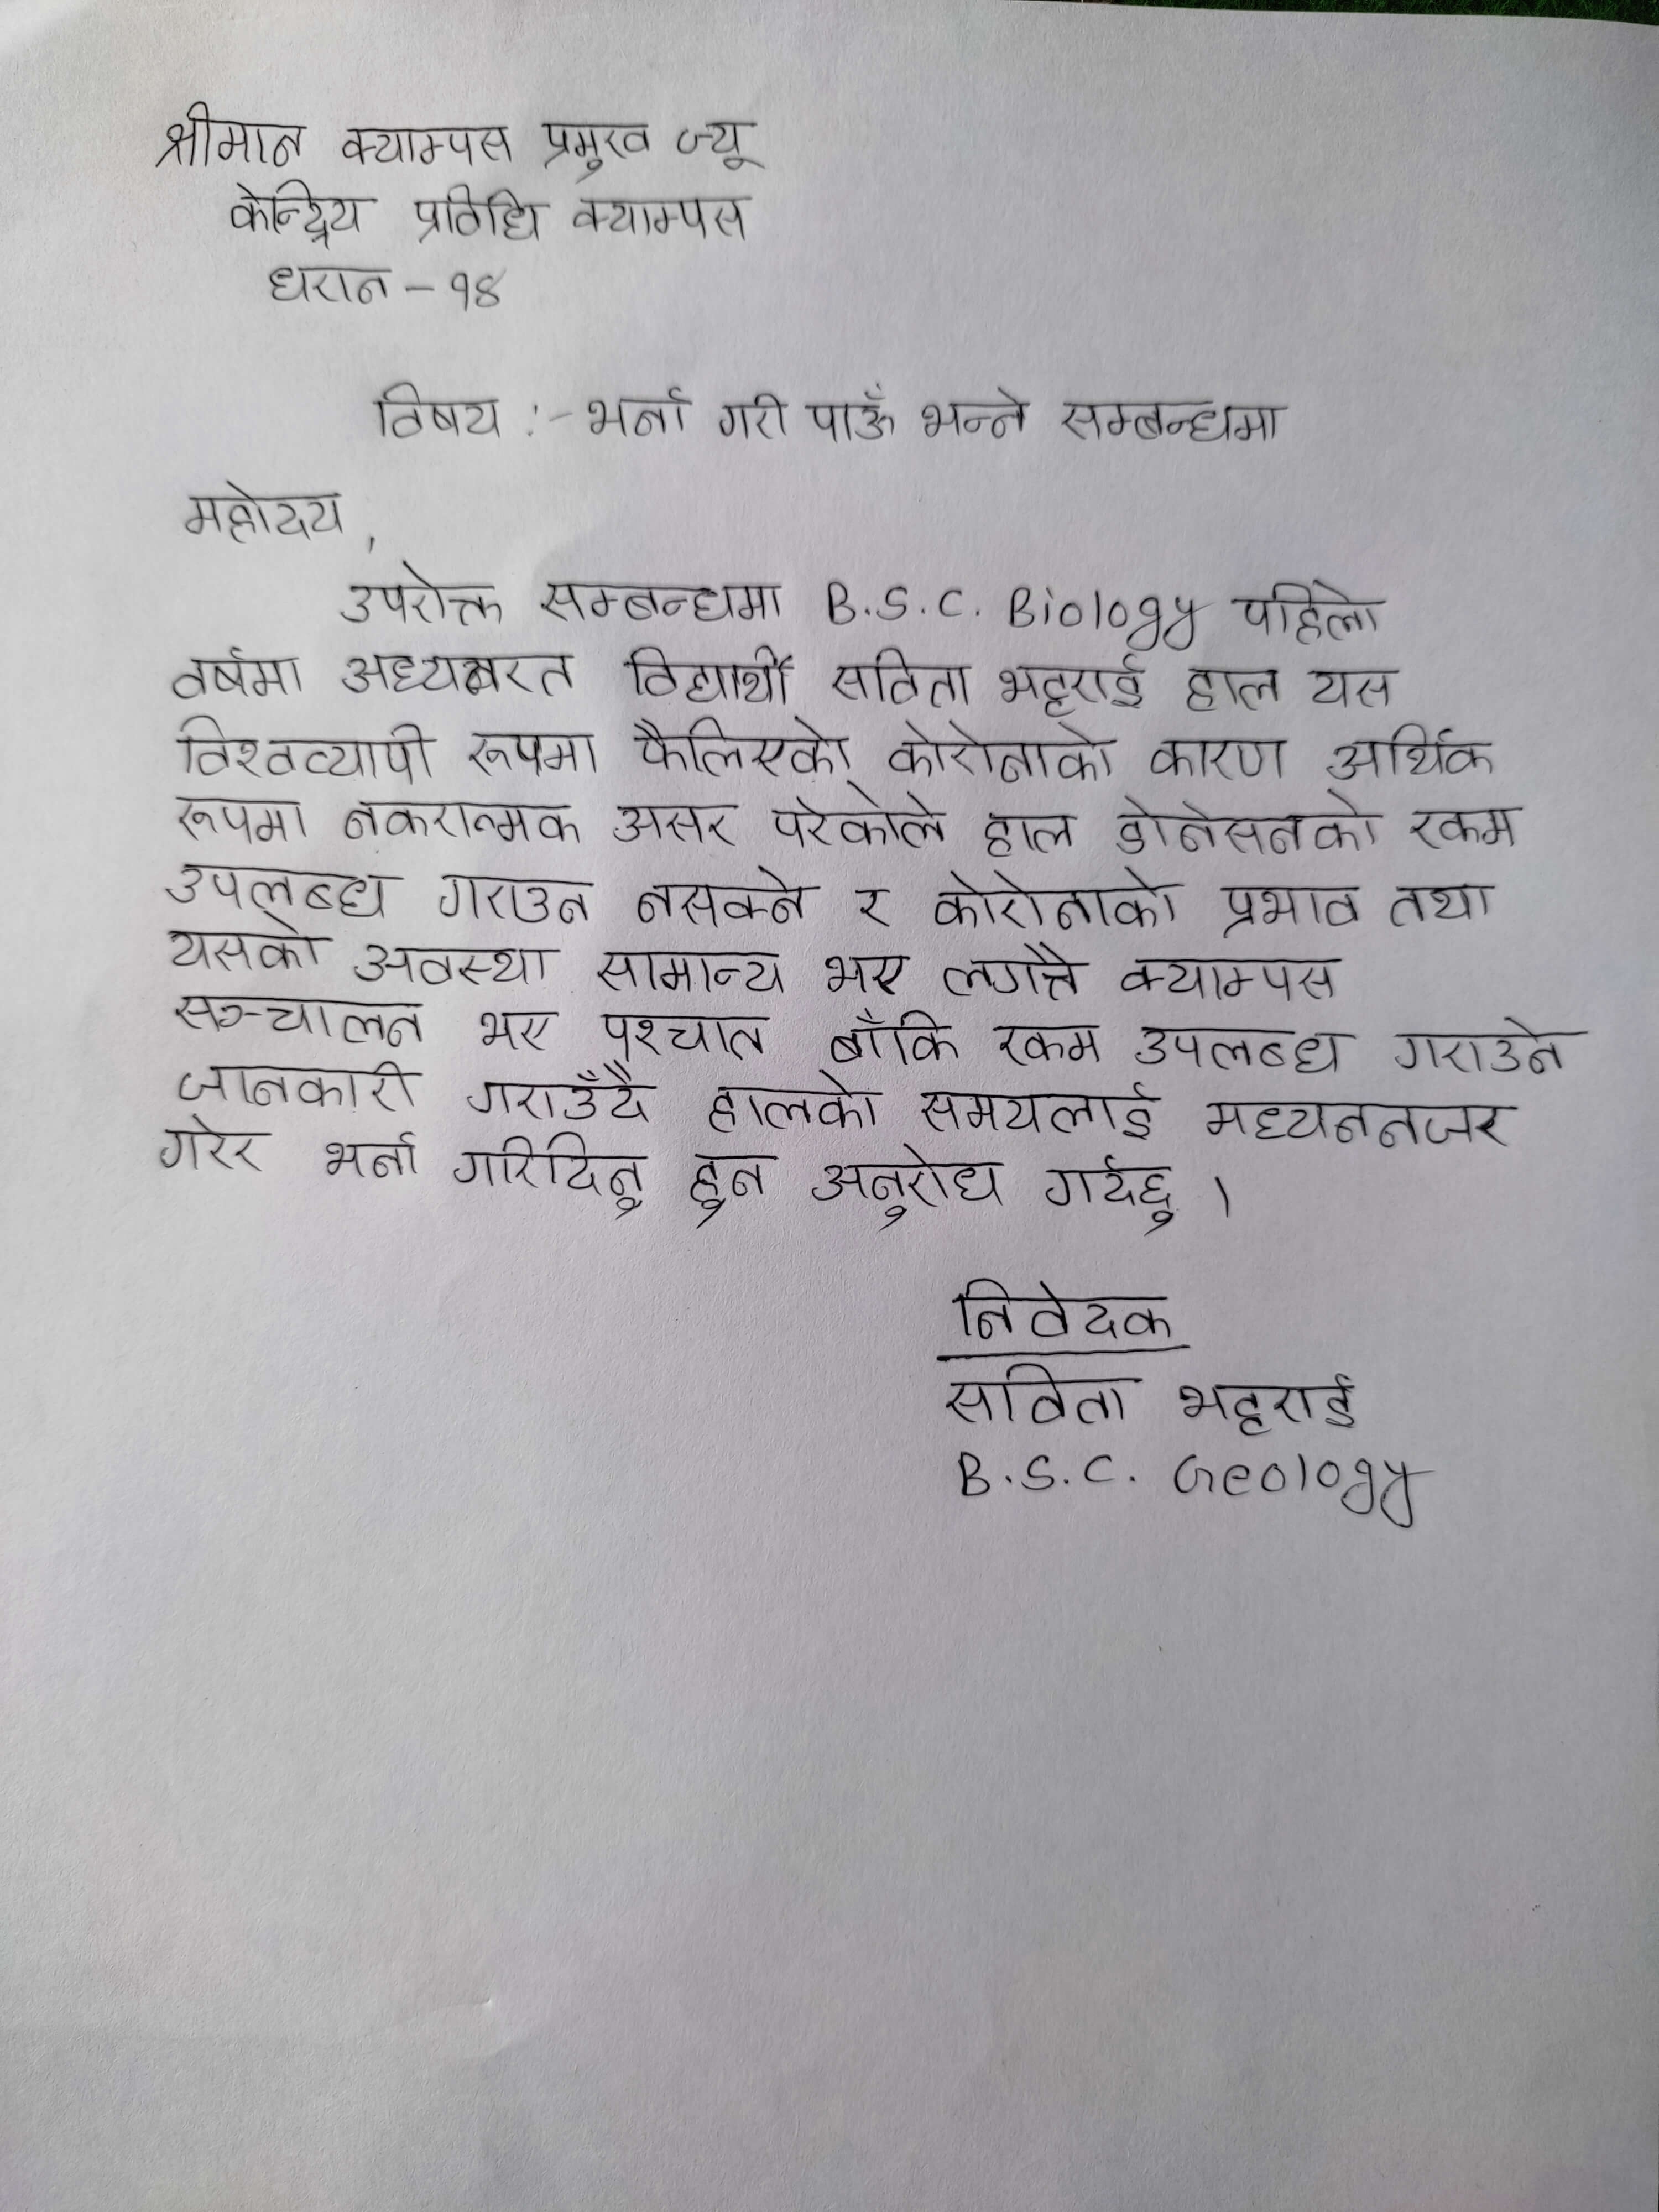 श्रीमान क्याम्पस प्रमुख ज्यू
केन्द्रिय प्रविधि क्याम्पस
धरान - १४
विषय :- भर्ना गरी पाऊँ भन्ने सम्बन्धमा
महोदय,
उपरोक्त सम्बन्धमा B.S.C. Biology पहिलो
वर्षमा अध्यनरत विद्यार्थी सविता भट्टराई हाल यस
विश्वव्यापी रूपमा फैलिएको कोरोनाको कारण आर्थिक
रूपमा नकरात्मक असर परेकोले हाल डोनेसनको रकम
उपलब्ध गराउन नसक्ने र कोरोनाको प्रभाव तथा
यसको अवस्था सामान्य भए लगत्तै क्याम्पस
सञ्चालन भए पश्चात बाँकि रकम उपलब्ध गराउने
जानकारी गराउँदै हालको समयलाई मध्यननजर
गरेर भर्ना गरिदिनु हुन अनुरोध गर्दछु ।
निवेदक
सविता भट्टराई
B.S.C. Geology